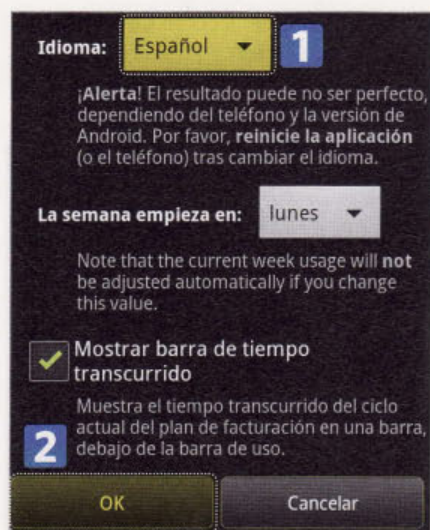 Idioma: Español 1
¡Alerta! El resultado puede no ser perfecto,
dependiendo del teléfono y la versión de
Android. Por favor, reinicie la aplicación
(o el teléfono) tras cambiar el idioma.
La semana empieza en: lunes
Note that the current week usage will not
be adjusted automatically if you change
this value.
Mostrar barra de tiempo
transcurrido
Muestra el tiempo transcurrido del ciclo
actual del plan de facturación en una barra,
2 debajo de la barra de uso.
OK Cancelar